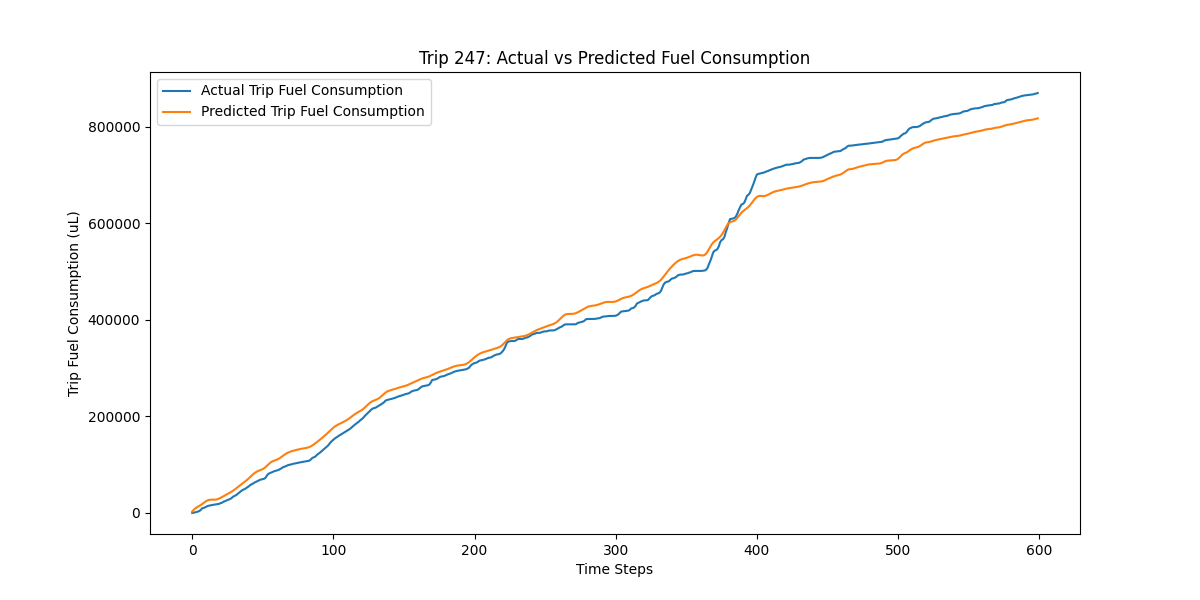 Trip 247: Actual vs Predicted Fuel Consumption
Actual Trip Fuel Consumption
Predicted Trip Fuel Consumption
Trip Fuel Consumption (uL)
800000
600000
400000
200000
0
0 100 200 300 400 500 600
Time Steps